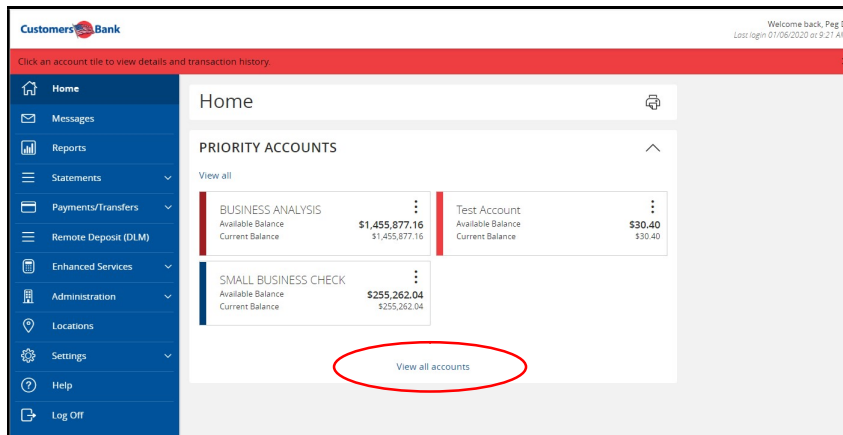 Customers Bank
Welcome back, Peg
Last login 01/06/2020 at 9:21 AM
Click an account tile to view details and transaction history.
Home
Messages
Reports
Statements
Payments/Transfers
Remote Deposit (DLM)
Enhanced Services
Administration
Locations
Settings
Help
Log Off
Home
PRIORITY ACCOUNTS
View all
BUSINESS ANALYSIS
Available Balance $1,455,877.16
Current Balance $1,455,877.16
Test Account
Available Balance $30.40
Current Balance $30.40
SMALL BUSINESS CHECK
Available Balance $255,262.04
Current Balance $255,262.04
View all accounts